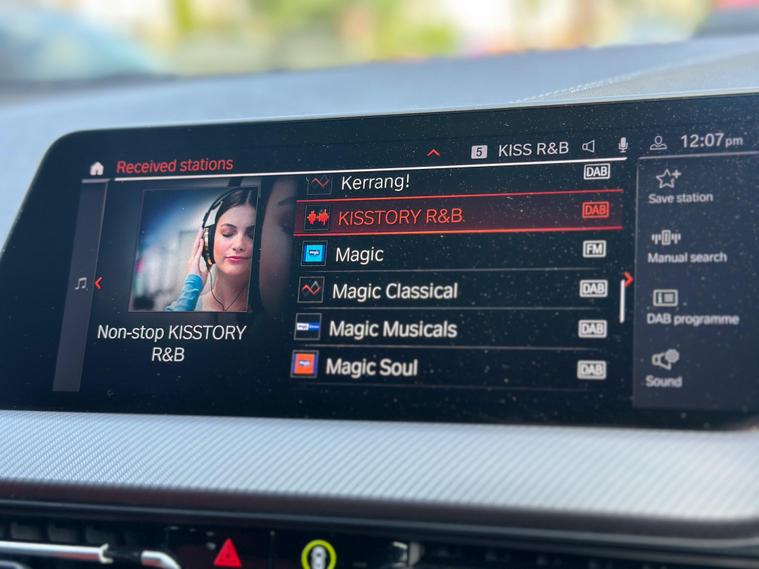 Received stations
5 KISS R&B
12:07pm
Kerrang! DAB
KISSTORY R&B. DAB
Magic FM
Magic Classical DAB
Magic Musicals DAB
Magic Soul DAB
Non-stop KISSTORY
R&B
Save station
Manual search
DAB programme
Sound